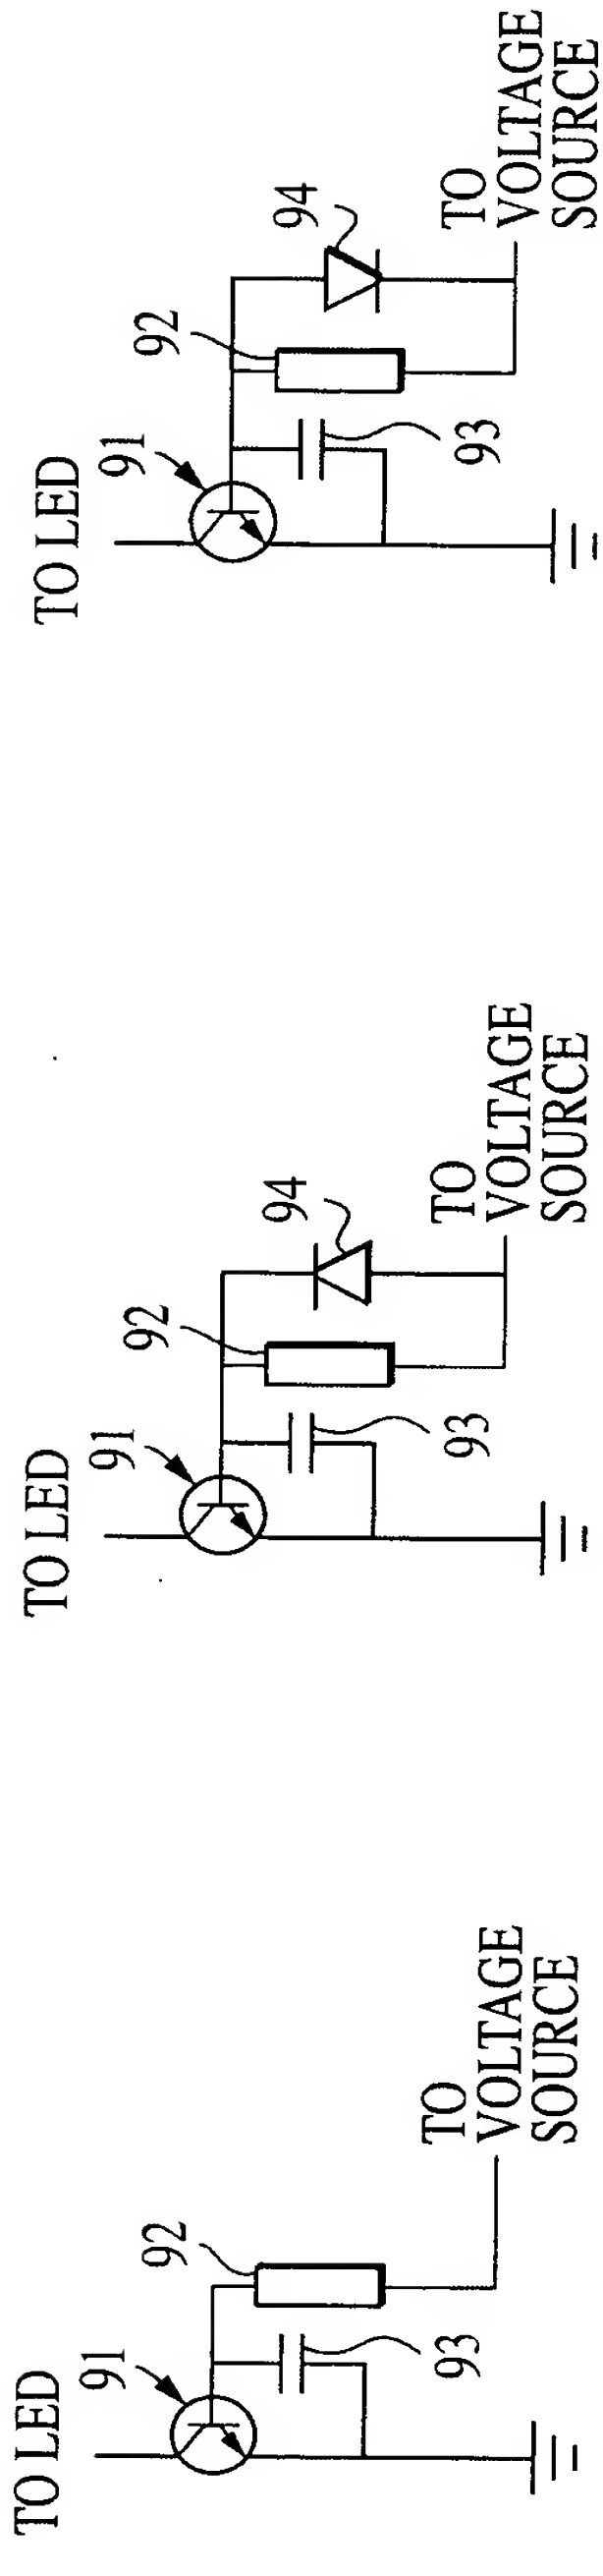 TO LED
91
92
93
TO
VOLTAGE
SOURCE
TO LED
91
92
94
93
TO
VOLTAGE
SOURCE
TO LED
91
92
94
93
TO
VOLTAGE
SOURCE